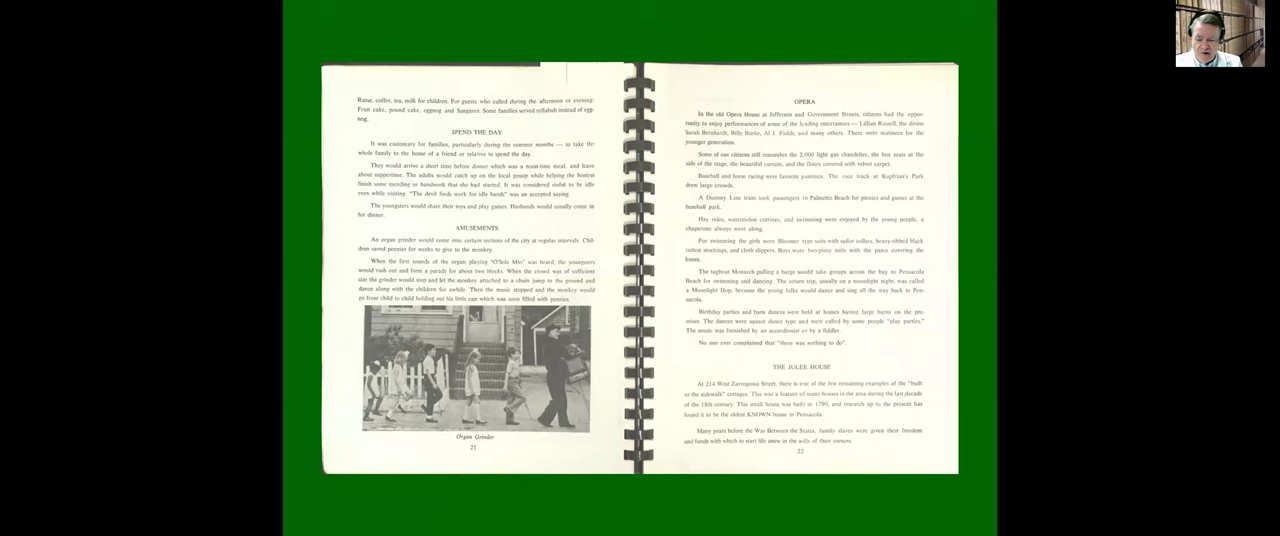 Russe, coffee, tea, milk for children. For guests who called during the afternoon or evening:
Fruit cake, pound cake, eggnog and Sangaree. Some families served syllabub instead of egg-
nog.
SPEND THE DAY
It was customary for families, particularly during the summer months — to take the
whole family to the home of a friend or relative to spend the day.
They would arrive a short time before dinner which was a noon-time meal, and leave
about suppertime. The adults would catch up on the local gossip while helping the hostess
finish some mending or handwork that she had started. It was considered sinful to be idle
even while visiting. "The devil finds work for idle hands" was an accepted saying.
The youngsters would share their toys and play games. Husbands would usually come in
for dinner.
AMUSEMENTS
An organ grinder would come into certain sections of the city at regular intervals. Chil-
dren saved pennies for weeks to give to the monkey.
When the first sounds of the organ playing "O'Sole Mio" was heard, the youngsters
would rush out and form a parade for about two blocks. When the crowd was of sufficient
size the grinder would stop and let the monkey attached to a chain jump to the ground and
dance along with the children for awhile. Then the music stopped and the monkey would
go from child to child holding out his little cap which was soon filled with pennies.
Organ Grinder
21
OPERA
In the old Opera House at Jefferson and Government Streets, citizens had the oppor-
tunity to enjoy performances of some of the leading entertainers — Lillian Russell, the divine
Sarah Bernhardt, Billy Burke, Al J. Fields, and many others. There were matinees for the
younger generation.
Some of our citizens still remember the 2,000 light gas chandelier, the box seats at the
side of the stage, the beautiful curtain, and the floors covered with velvet carpet.
Baseball and horse racing were favorite pastimes. The race track at Kupfrian's Park
drew large crowds.
A Dummy Line train took passengers to Palmetto Beach for picnics and games at the
baseball park.
Hay rides, watermelon cuttings, and swimming were enjoyed by the young people, a
chaperone always went along.
For swimming the girls wore Bloomer type suits with sailor collars, heavy-ribbed black
cotton stockings, and cloth slippers. Boys wore two-piece suits with the pants covering the
knees.
The tugboat Monarch pulling a barge would take groups across the bay to Pensacola
Beach for swimming and dancing. The return trip, usually on a moonlight night, was called
a Moonlight Hop, because the young folks would dance and sing all the way back to Pen-
sacola.
Birthday parties and barn dances were held at homes having large barns on the pre-
mises. The dances were square dance type and were called by some people "play parties."
The music was furnished by an accordionist or by a fiddler.
No one ever complained that "there was nothing to do".
THE JULEE HOUSE
At 214 West Zarragossa Street, there is one of the few remaining examples of the "built
to the sidewalk" cottages. This was a feature of many houses in the area during the last decade
of the 18th century. This small house was built in 1790, and research up to the present has
found it to be the oldest KNOWN house in Pensacola.
Many years before the War Between the States, family slaves were given their freedom
and funds with which to start life anew in the wills of their owners.
22